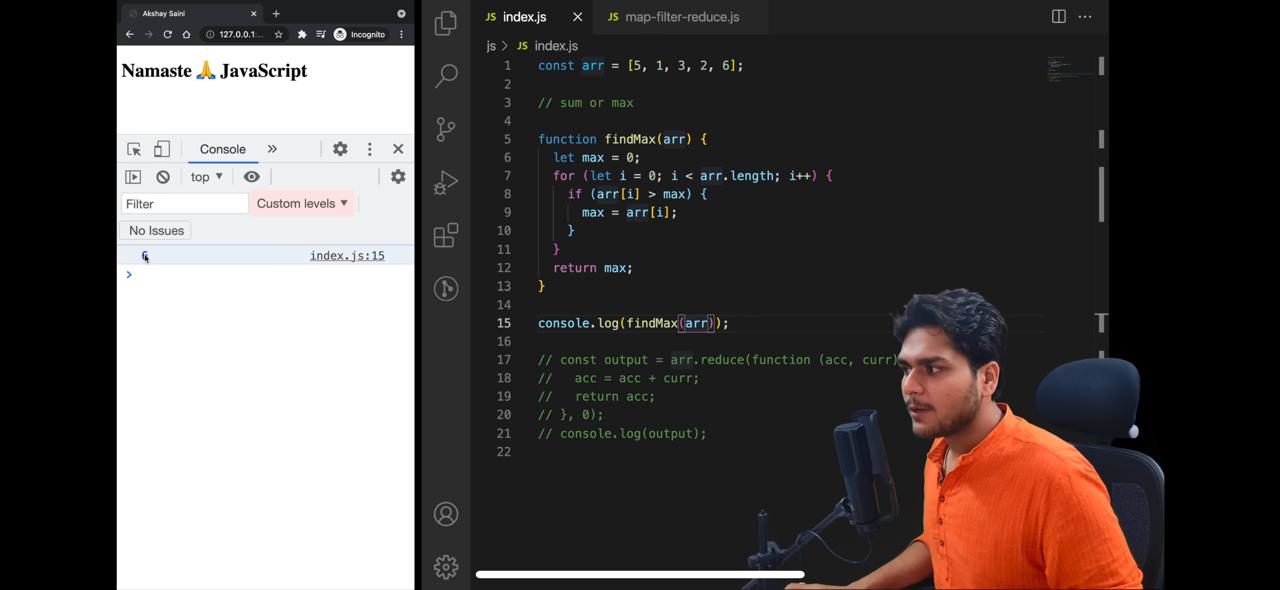 Akshay Saini
127.0.0.1:...
Incognito
Namaste 🙏 JavaScript
Console
top
Filter
Custom levels
No Issues
6 index.js:15
JS index.js
JS map-filter-reduce.js
js > JS index.js
1 const arr = [5, 1, 3, 2, 6];
2
3 // sum or max
4
5 function findMax(arr) {
6 let max = 0;
7 for (let i = 0; i < arr.length; i++) {
8 if (arr[i] > max) {
9 max = arr[i];
10 }
11 }
12 return max;
13 }
14
15 console.log(findMax(arr));
16
17 // const output = arr.reduce(function (acc, curr)
18 // acc = acc + curr;
19 // return acc;
20 // }, 0);
21 // console.log(output);
22